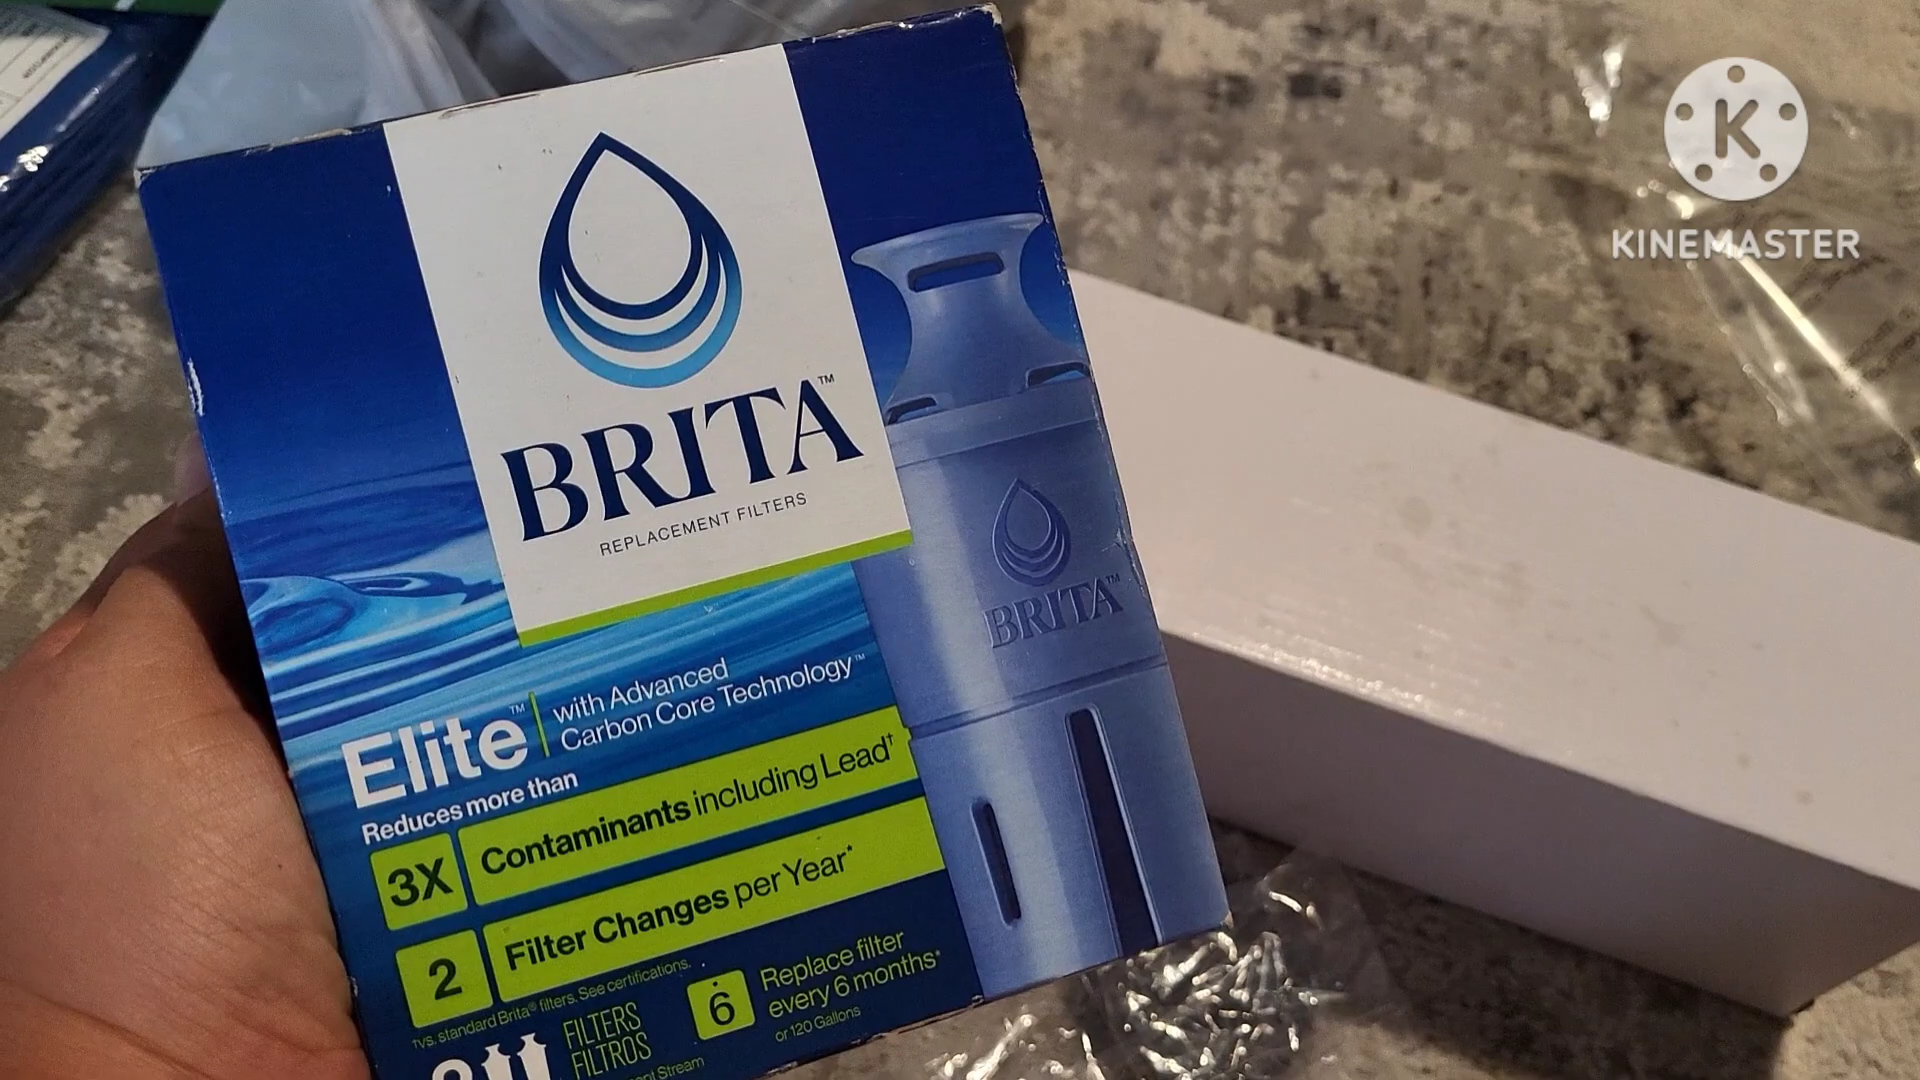 BRITA™
REPLACEMENT FILTERS
Elite™
with Advanced
Carbon Core Technology™
Reduces more than
3X Contaminants including Lead†
2 Filter Changes per Year*
†vs. standard Brita® filters. See certifications.
6 Replace filter
every 6 months*
or 120 Gallons
FILTERS
FILTROS
Stream
BRITA™
K
KINEMASTER